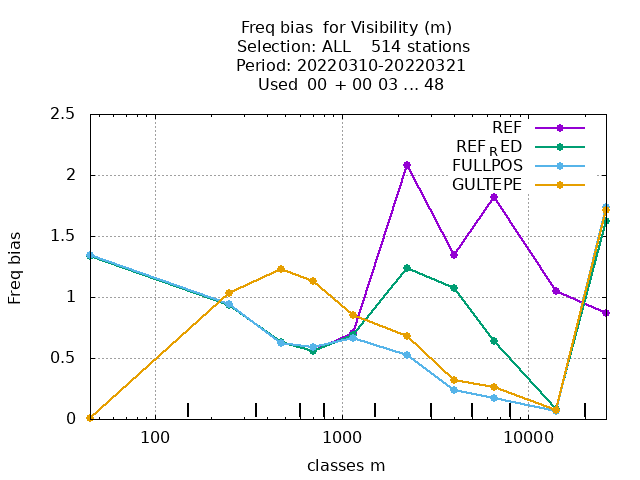 Freq bias  for Visibility (m)
Selection: ALL    514 stations
Period: 20220310-20220321
Used  00  + 00 03 ... 48
2.5
2
1.5
1
0.5
0
Freq bias
REF
REF_RED
FULLPOS
GULTEPE
100
1000
10000
classes m